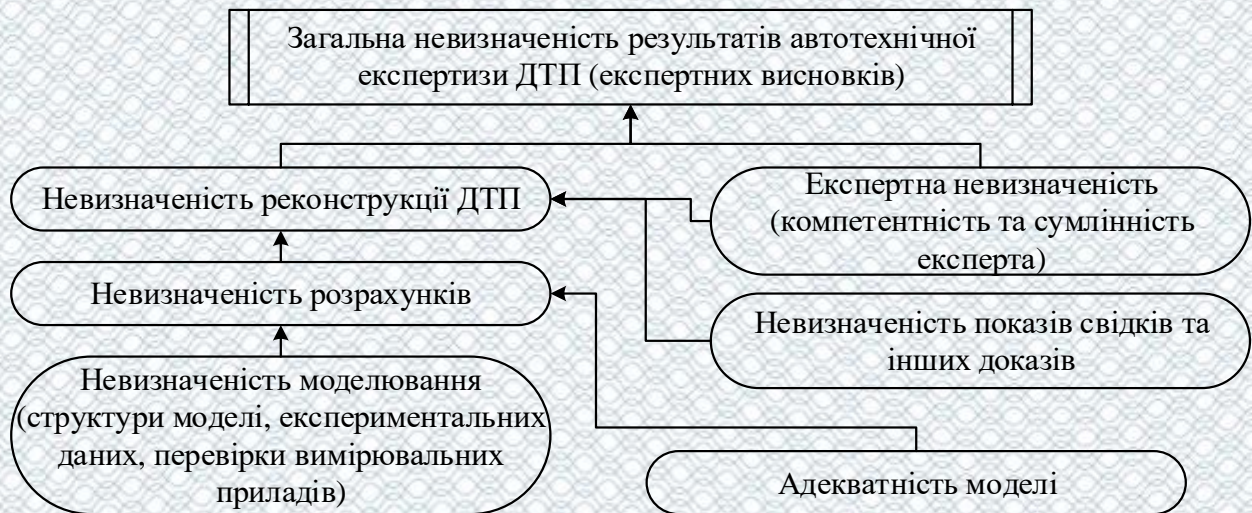 Загальна невизначеність результатів автотехнічної
експертизи ДТП (експертних висновків)
Невизначеність реконструкції ДТП
Експертна невизначеність
(компетентність та сумлінність
експерта)
Невизначеність розрахунків
Невизначеність показів свідків та
інших доказів
Невизначеність моделювання
(структури моделі, експериментальних
даних, перевірки вимірювальних
приладів)
Адекватність моделі